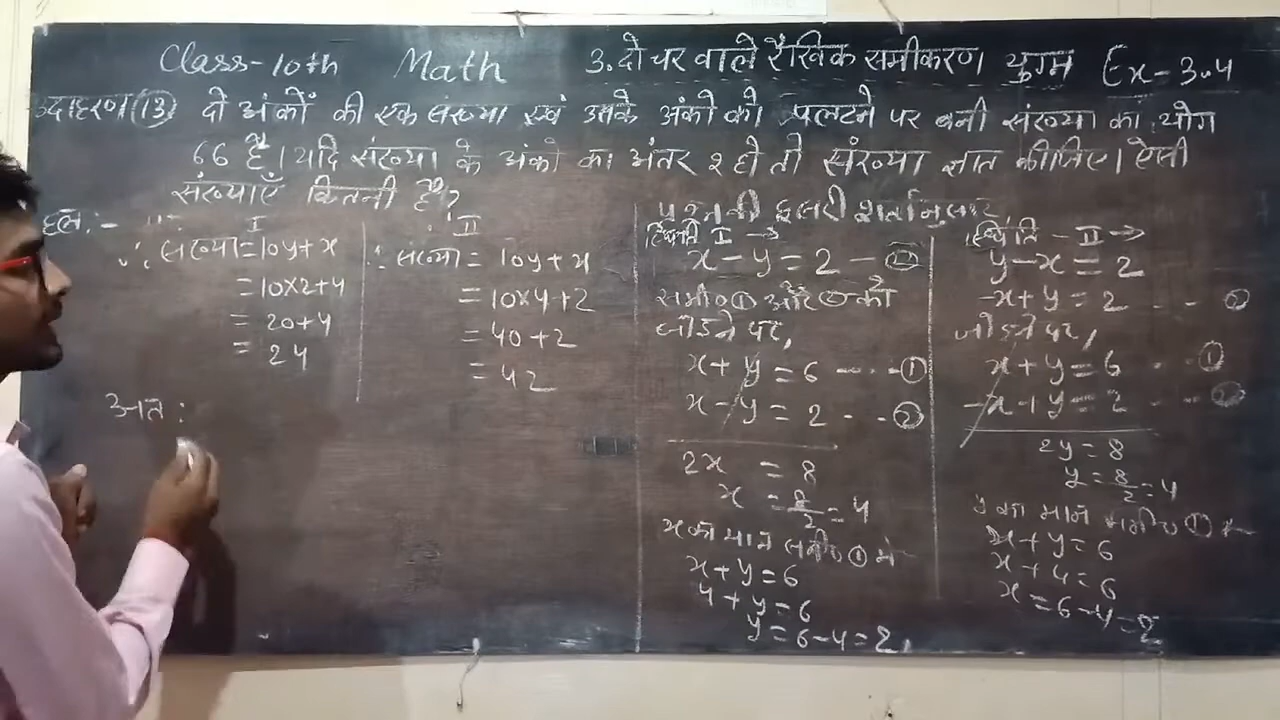 Class-10th Math 3. दो चर वाले रैखिक समीकरण युग्म Ex-3.4
उदाहरण (13) दो अंकों की एक संख्या एवं उसके अंको को पलटने पर बनी संख्या का योग
66 है। यदि संख्या के अंको का अंतर 2 हो तो संख्या ज्ञात कीजिए। ऐसी
संख्याएँ कितनी हैं?
हल:-
I
∴ संख्या = 10y + x
= 10×2+4
= 20+4
= 24
अत:
II
∴ संख्या = 10y + x
= 10×4+2
= 40+2
= 42
प्रश्न की दूसरी शर्तानुसार
स्थिति I →
x - y = 2 - ②
समी० ① और ② को
जोड़ने पर,
x + y = 6 --- ①
x - y = 2 --- ②
2x = 8
x = 8/2 = 4
x का मान समी० ① में
x + y = 6
4 + y = 6
y = 6-4 = 2
स्थिति - II →
y - x = 2
-x + y = 2 --- ②
जोड़ने पर,
x + y = 6 --- ①
-x + y = 2 --- ②
2y = 8
y = 8/2 = 4
y का मान समी० ① में
x + y = 6
x + 4 = 6
x = 6-4 = 2